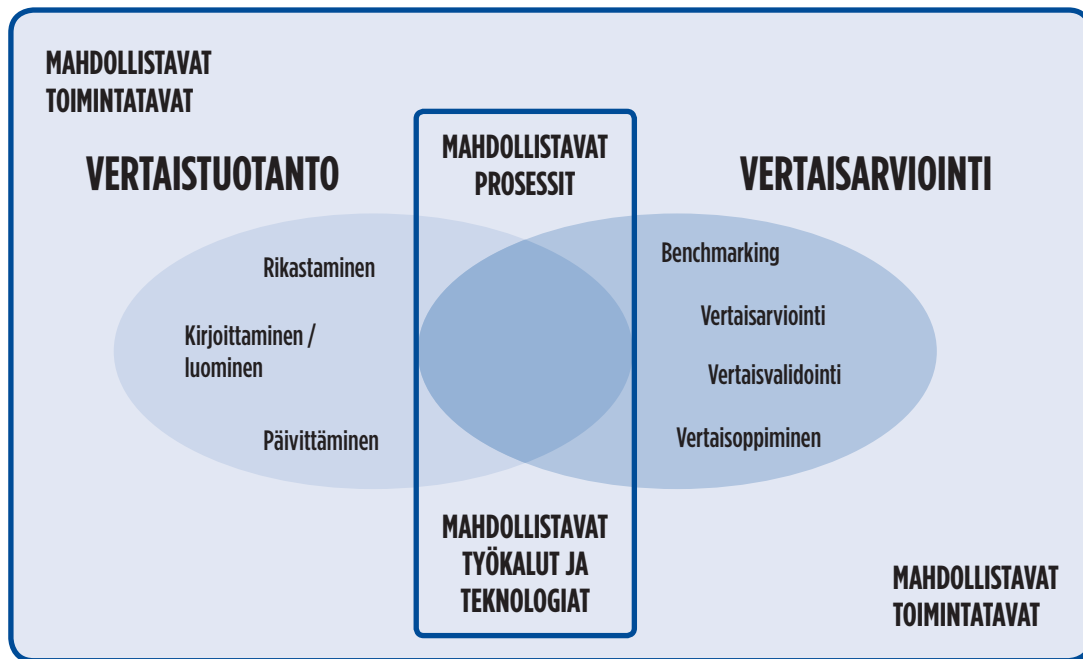 MAHDOLLISTAVAT
TOIMINTATAVAT
VERTAISTUOTANTO
MAHDOLLISTAVAT
PROSESSIT
VERTAISARVIOINTI
Rikastaminen
Kirjoittaminen /
luominen
Päivittäminen
Benchmarking
Vertaisarviointi
Vertaisvalidointi
Vertaisoppiminen
MAHDOLLISTAVAT
TYÖKALUT JA
TEKNOLOGIAT
MAHDOLLISTAVAT
TOIMINTATAVAT